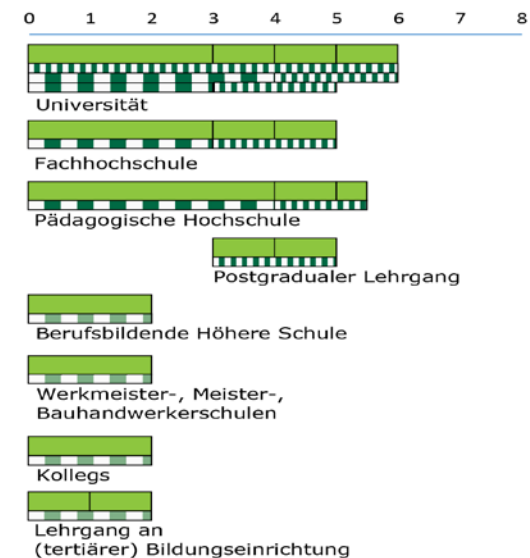 0 1 2 3 4 5 6 7 8
Universität
Fachhochschule
Pädagogische Hochschule
Postgradualer Lehrgang
Berufsbildende Höhere Schule
Werkmeister-, Meister-,
Bauhandwerkerschulen
Kollegs
Lehrgang an
(tertiärer) Bildungseinrichtung